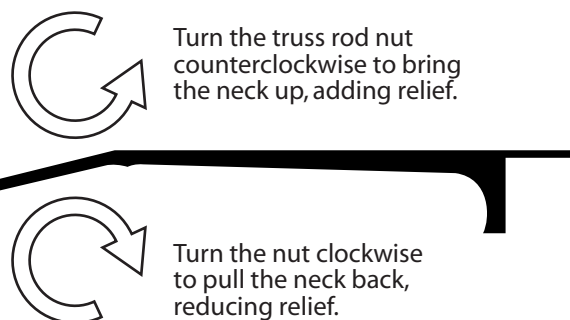 Turn the truss rod nut
counterclockwise to bring
the neck up, adding relief.
Turn the nut clockwise
to pull the neck back,
reducing relief.